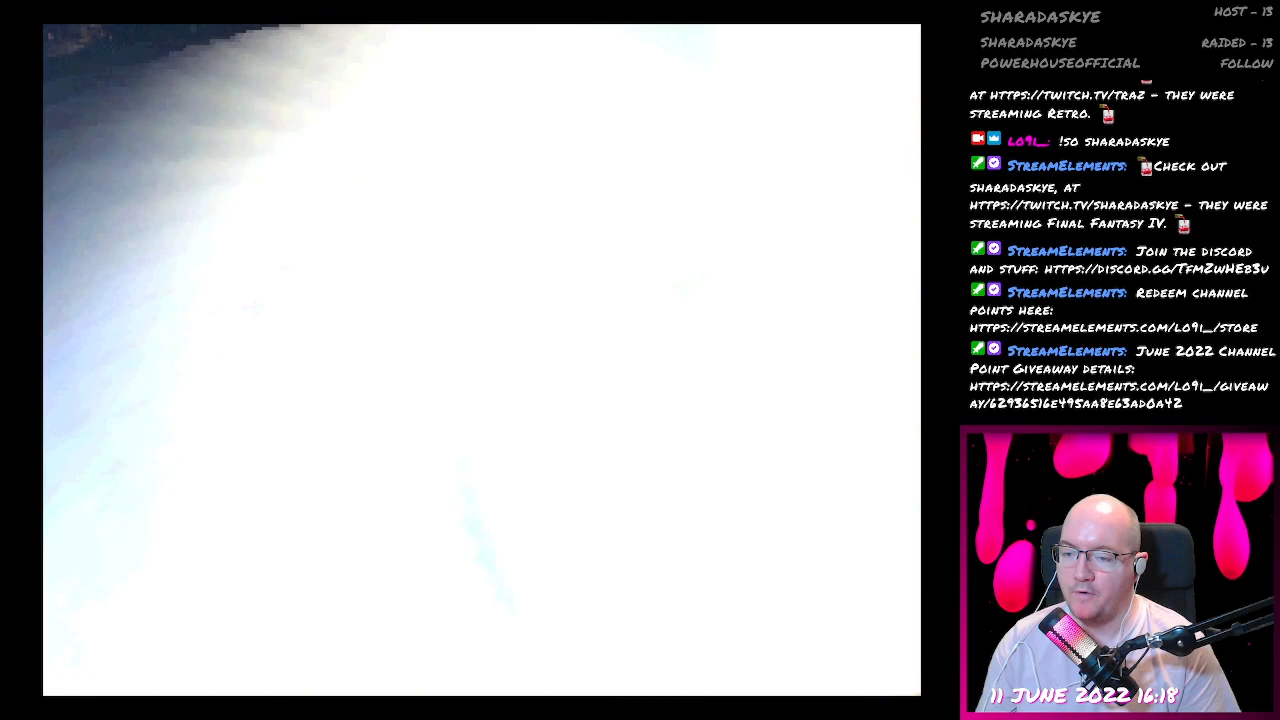 SHARADASKYE HOST - 13
SHARADASKYE RAIDED - 13
POWERHOUSEOFFICIAL FOLLOW
AT HTTPS://TWITCH.TV/TRAZ - THEY WERE
STREAMING RETRO.
LO9I_: !SO SHARADASKYE
STREAMELEMENTS: CHECK OUT
SHARADASKYE, AT
HTTPS://TWITCH.TV/SHARADASKYE - THEY WERE
STREAMING FINAL FANTASY IV.
STREAMELEMENTS: JOIN THE DISCORD
AND STUFF: HTTPS://DISCORD.GG/TFMZWHE83U
STREAMELEMENTS: REDEEM CHANNEL
POINTS HERE:
HTTPS://STREAMELEMENTS.COM/LO9I_/STORE
STREAMELEMENTS: JUNE 2022 CHANNEL
POINT GIVEAWAY DETAILS:
HTTPS://STREAMELEMENTS.COM/LO9I_/GIVEAW
AY/62936516E495AA8E63AD0A42
11 JUNE 2022 16:18